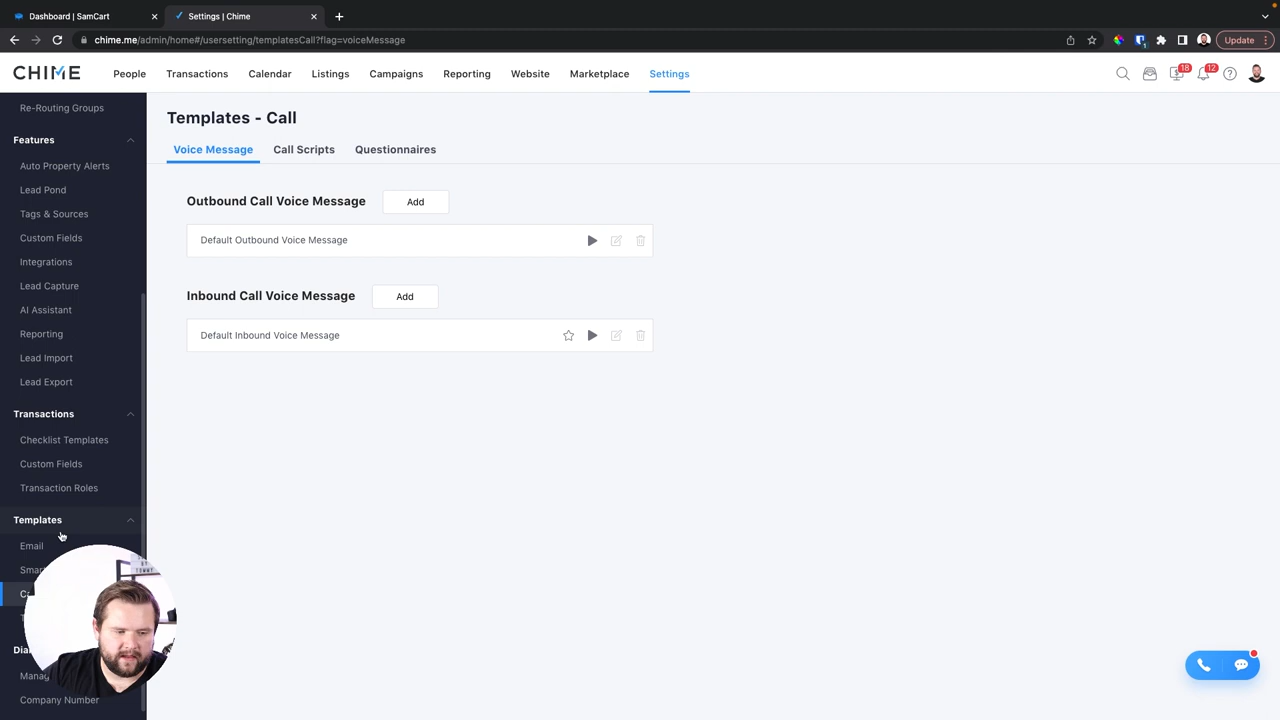 Dashboard | SamCart
Settings | Chime
chime.me/admin/home#/usersetting/templatesCall?flag=voiceMessage
Update
CHIME
People
Transactions
Calendar
Listings
Campaigns
Reporting
Website
Marketplace
Settings
18
12
Re-Routing Groups
Features
Auto Property Alerts
Lead Pond
Tags & Sources
Custom Fields
Integrations
Lead Capture
AI Assistant
Reporting
Lead Import
Lead Export
Transactions
Checklist Templates
Custom Fields
Transaction Roles
Templates
Email
Company Number
Templates - Call
Voice Message
Call Scripts
Questionnaires
Outbound Call Voice Message
Add
Default Outbound Voice Message
Inbound Call Voice Message
Add
Default Inbound Voice Message